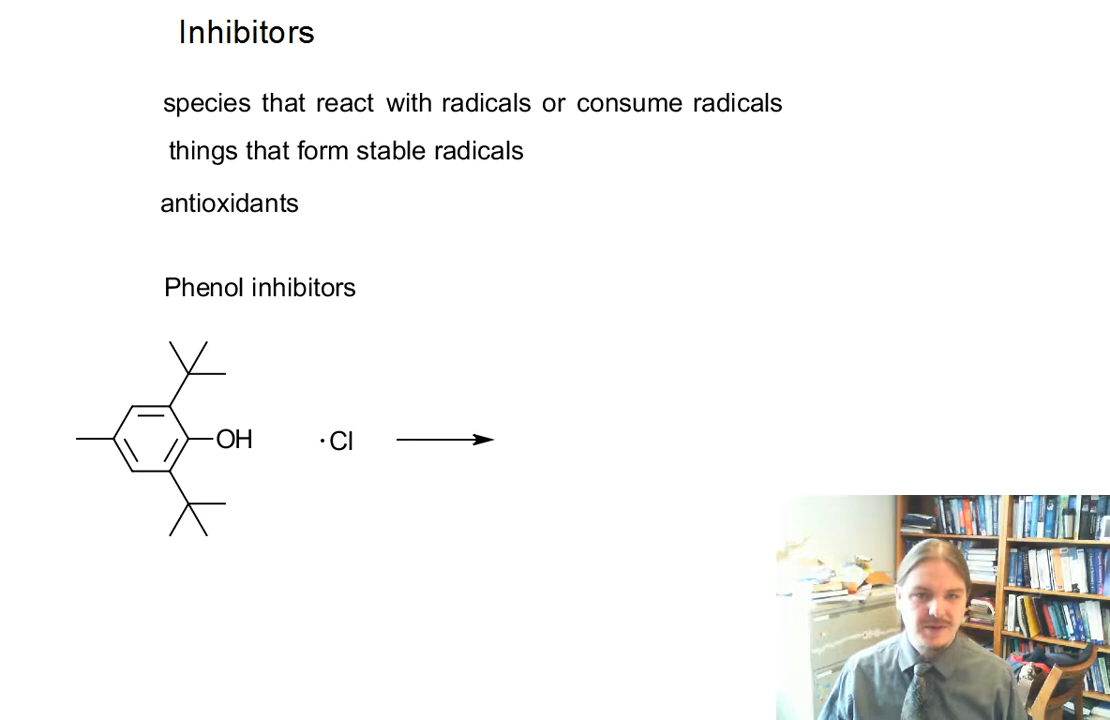 Inhibitors
species that react with radicals or consume radicals
things that form stable radicals
antioxidants
Phenol inhibitors
OH ·Cl